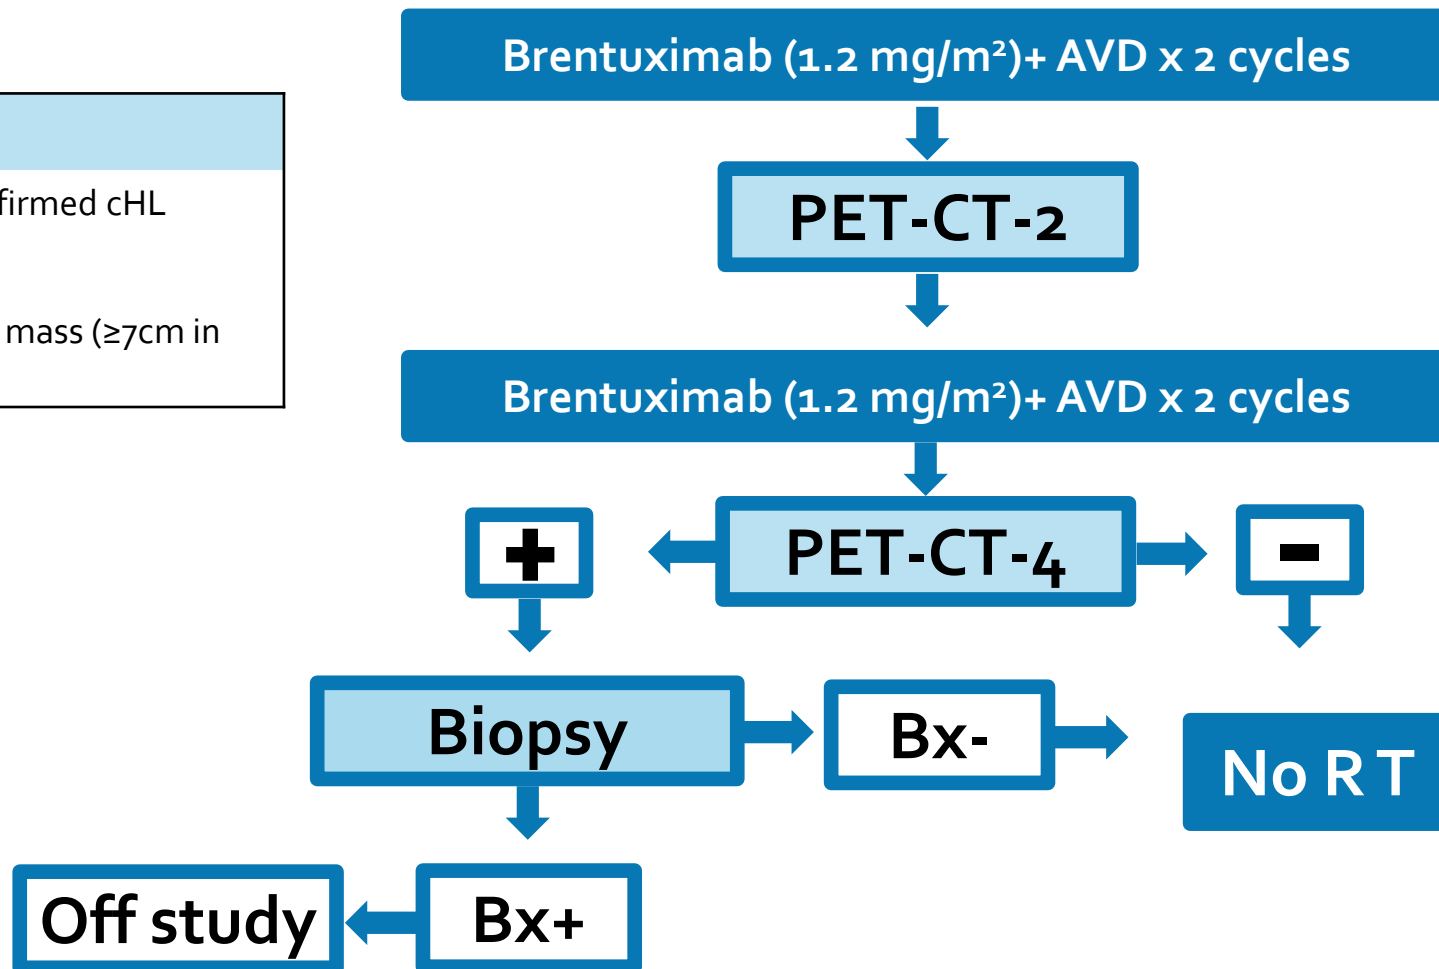 Brentuximab (1.2 mg/m²)+ AVD x 2 cycles
firmed cHL
mass (≥7cm in
PET-CT-2
Brentuximab (1.2 mg/m²)+ AVD x 2 cycles
+
PET-CT-4
-
Biopsy
Bx-
No RT
Off study
Bx+